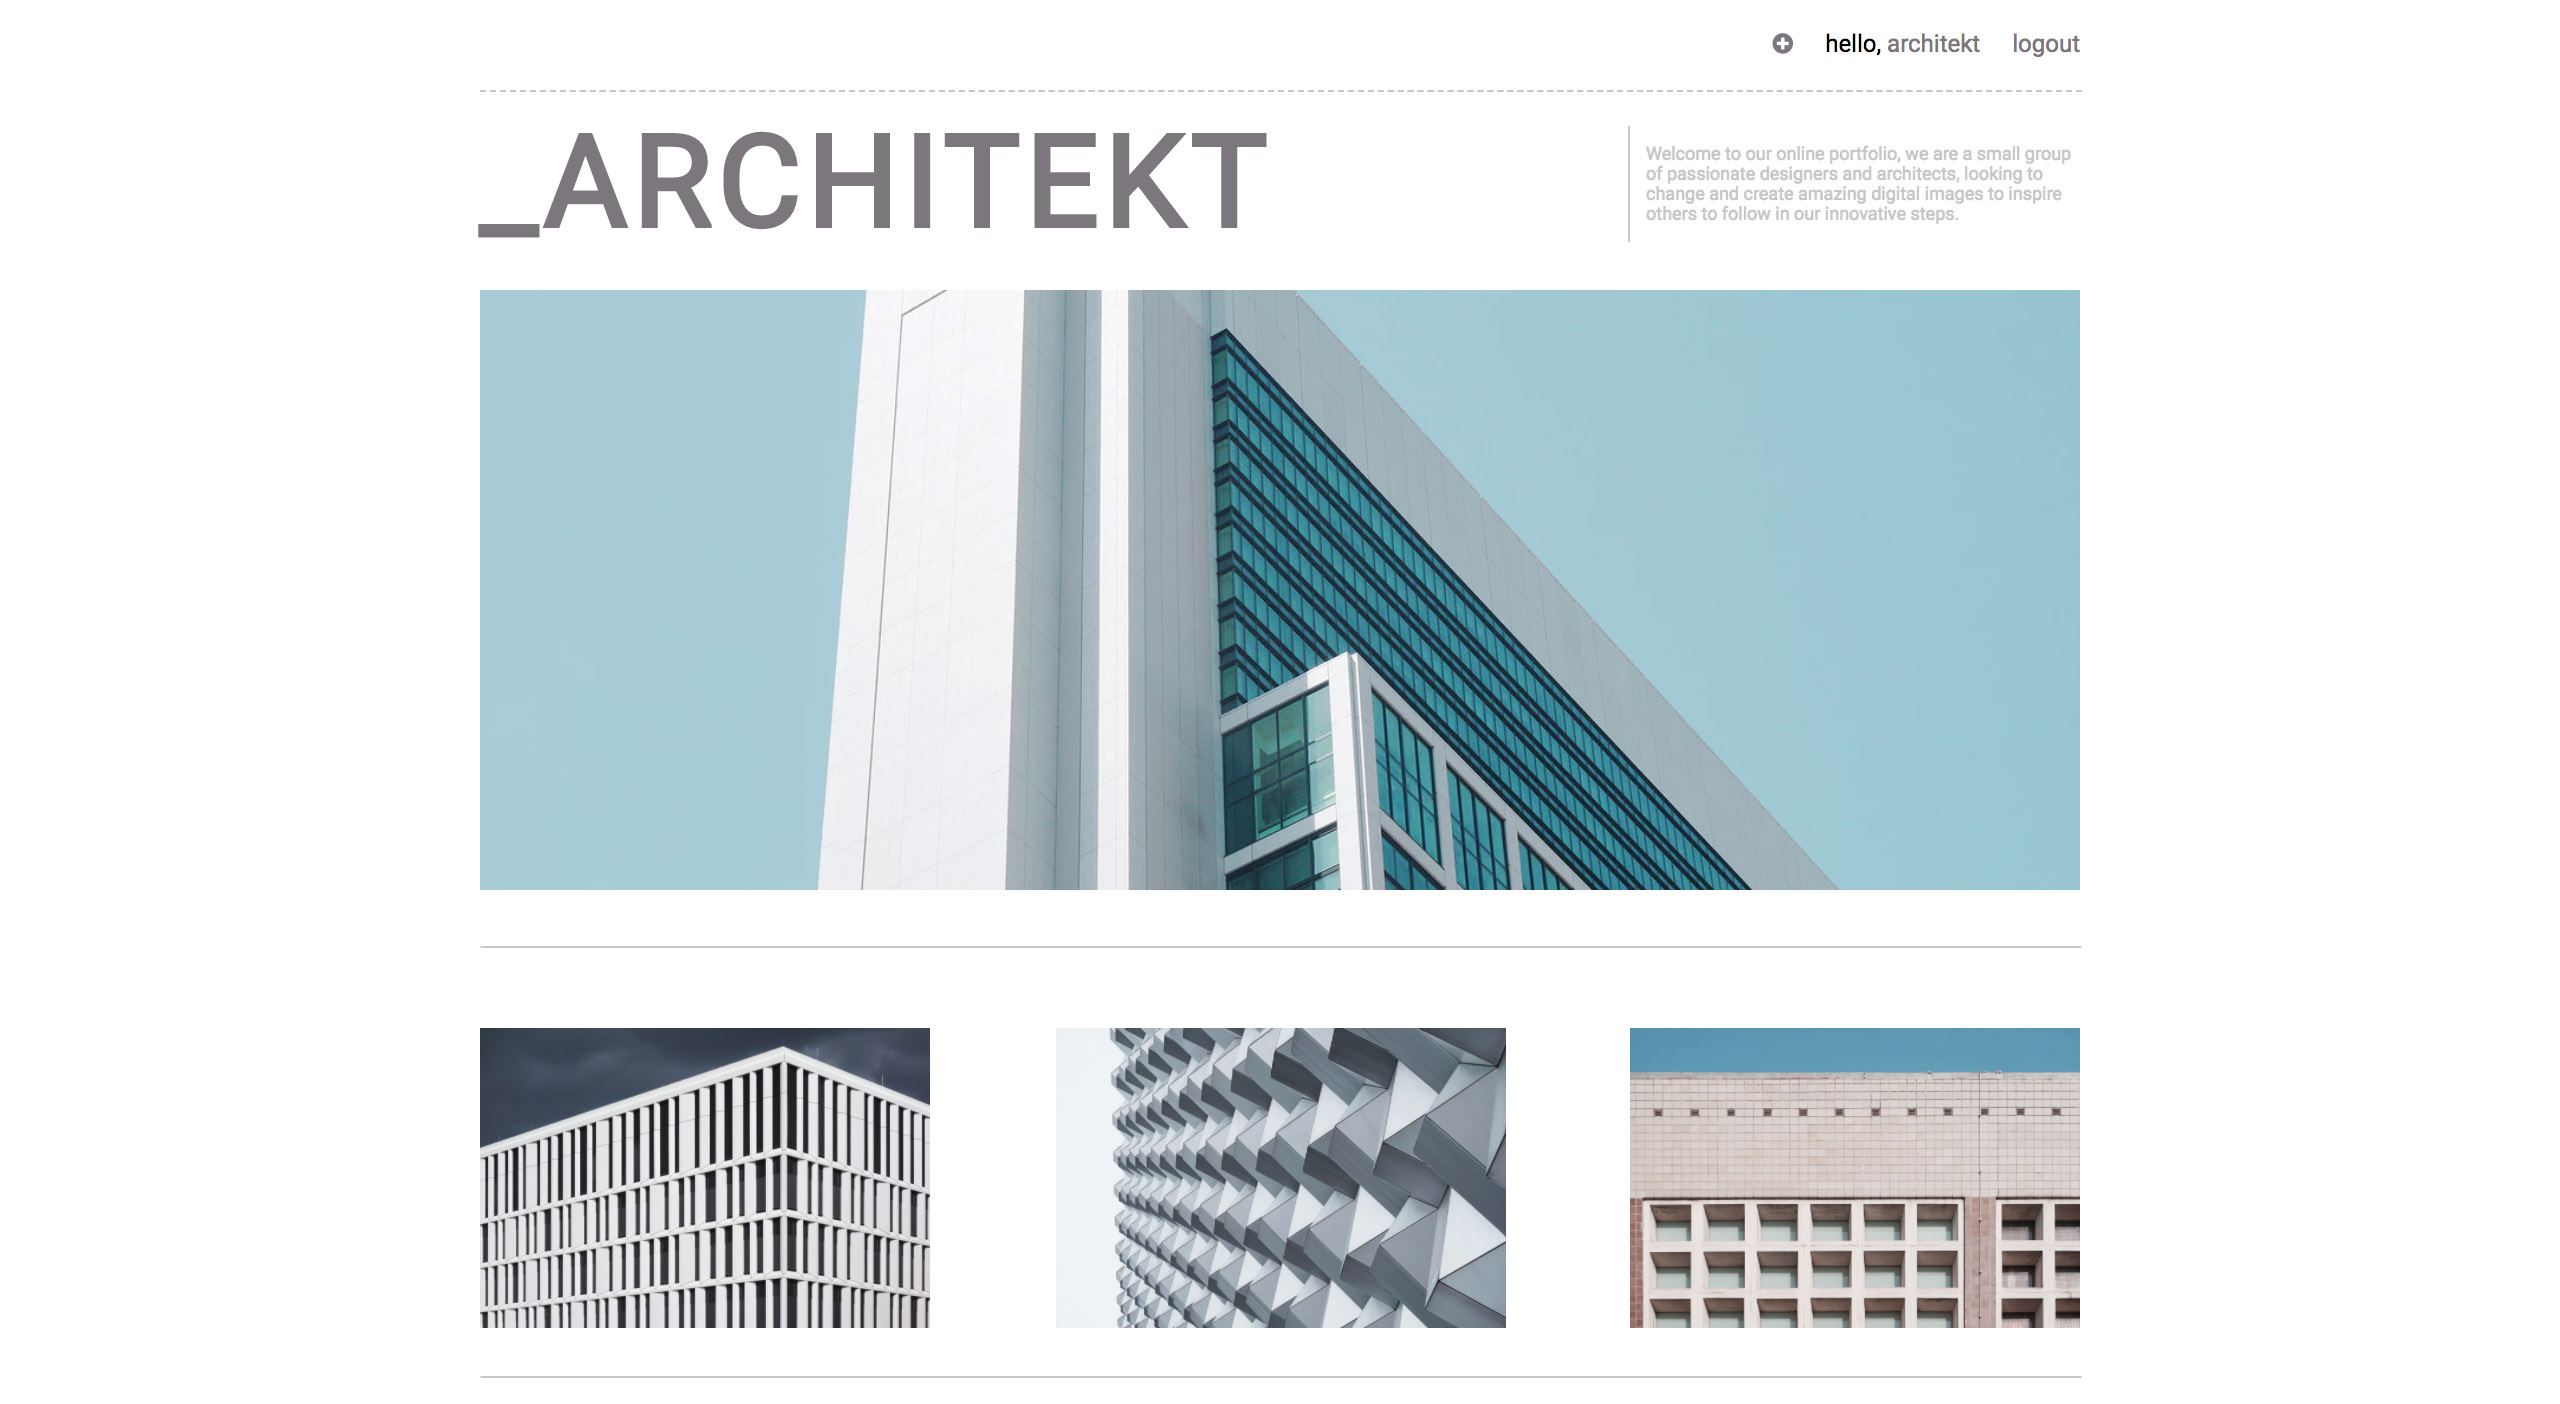 hello, architekt logout
_ARCHITEKT
Welcome to our online portfolio, we are a small group
of passionate designers and architects, looking to
change and create amazing digital images to inspire
others to follow in our innovative steps.